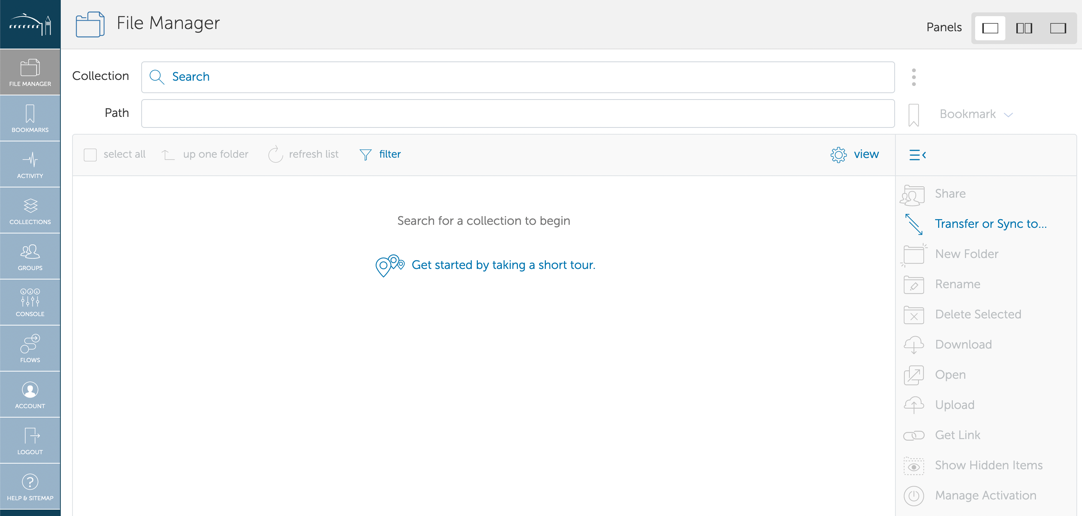 File Manager
Panels
FILE MANAGER
BOOKMARKS
ACTIVITY
COLLECTIONS
GROUPS
CONSOLE
FLOWS
ACCOUNT
LOGOUT
HELP & SITEMAP
Collection
Search
Path
Bookmark
select all
up one folder
refresh list
filter
view
Search for a collection to begin
Get started by taking a short tour.
Share
Transfer or Sync to...
New Folder
Rename
Delete Selected
Download
Open
Upload
Get Link
Show Hidden Items
Manage Activation